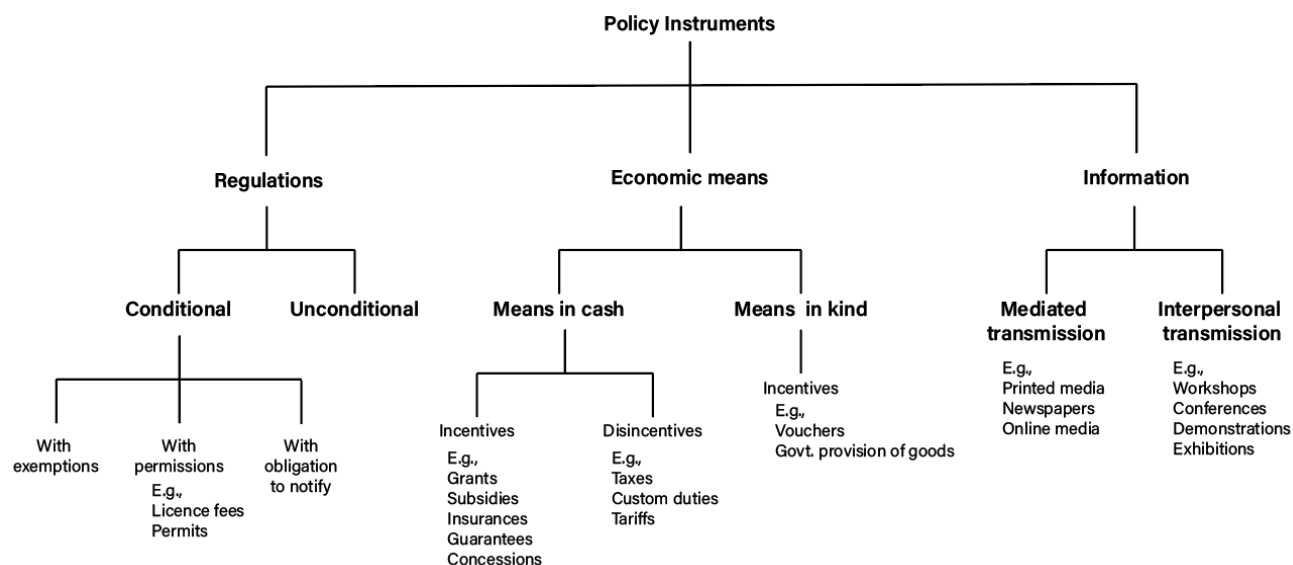 Policy Instruments
Regulations
Economic means
Information
Conditional
Unconditional
Means in cash
Means in kind
Mediated
transmission
Interpersonal
transmission
With
exemptions
With
permissions
E.g.,
Licence fees
Permits
With
obligation
to notify
Incentives
E.g.,
Grants
Subsidies
Insurances
Guarantees
Concessions
Disincentives
E.g.,
Taxes
Custom duties
Tariffs
Incentives
E.g.,
Vouchers
Govt. provision of goods
E.g.,
Printed media
Newspapers
Online media
E.g.,
Workshops
Conferences
Demonstrations
Exhibitions